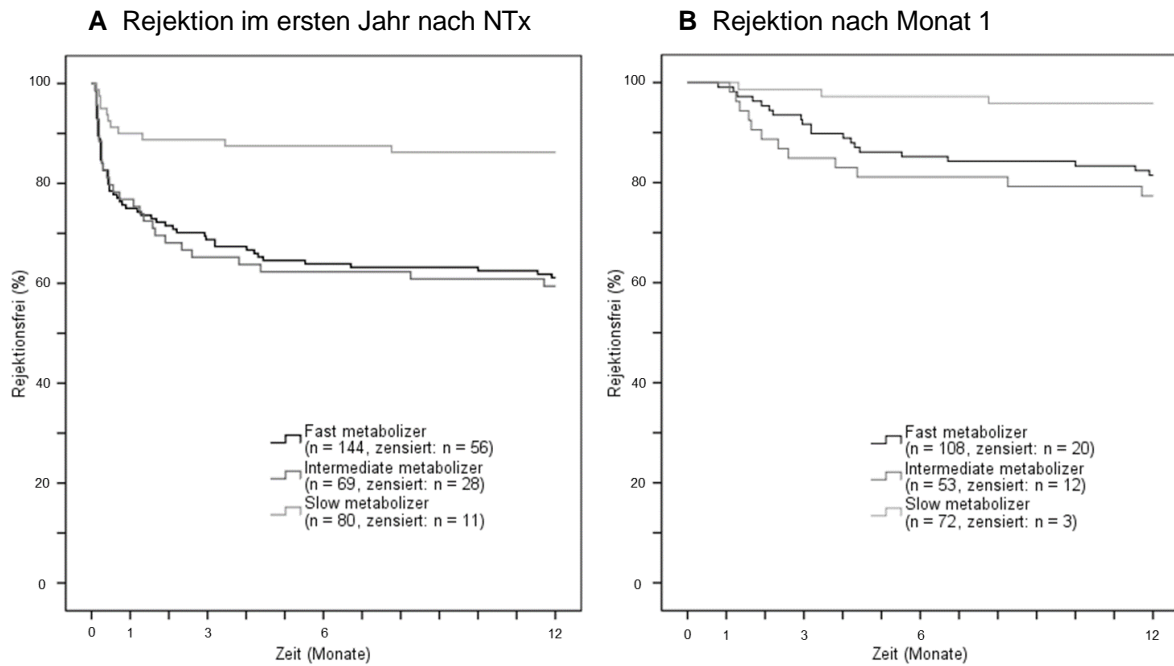 A Rejektion im ersten Jahr nach NTx
100
80
60
40
20
0
Rejektionsfrei (%)
Fast metabolizer
(n = 144, zensiert: n = 56)
Intermediate metabolizer
(n = 69, zensiert: n = 28)
Slow metabolizer
(n = 80, zensiert: n = 11)
0 1 3 6 12
Zeit (Monate)
B Rejektion nach Monat 1
100
80
60
40
20
0
Rejektionsfrei (%)
Fast metabolizer
(n = 108, zensiert: n = 20)
Intermediate metabolizer
(n = 53, zensiert: n = 12)
Slow metabolizer
(n = 72, zensiert: n = 3)
0 1 3 6 12
Zeit (Monate)